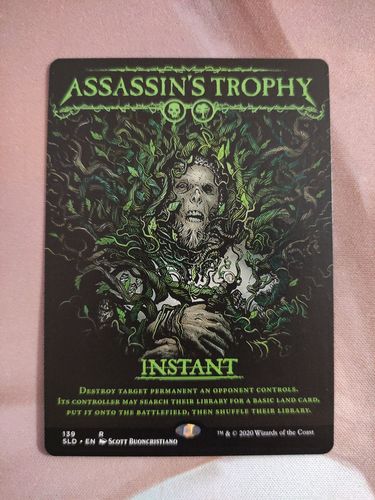 ASSASSIN'S TROPHY
INSTANT
DESTROY TARGET PERMANENT AN OPPONENT CONTROLS.
ITS CONTROLLER MAY SEARCH THEIR LIBRARY FOR A BASIC LAND CARD,
PUT IT ONTO THE BATTLEFIELD, THEN SHUFFLE THEIR LIBRARY.
139 R
SLD • EN SCOTT BUONCRISTIANO
™ & © 2020 Wizards of the Coast